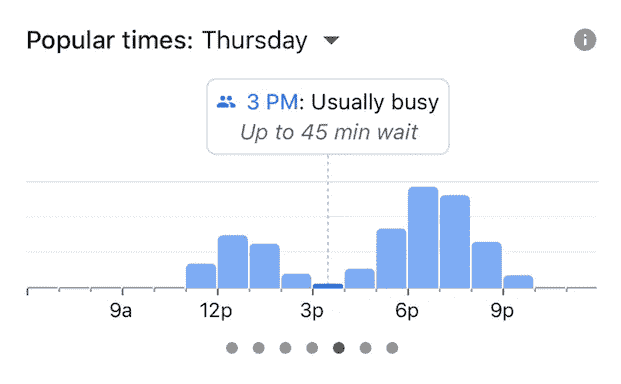 Popular times: Thursday
3 PM: Usually busy
Up to 45 min wait
9a 12p 3p 6p 9p